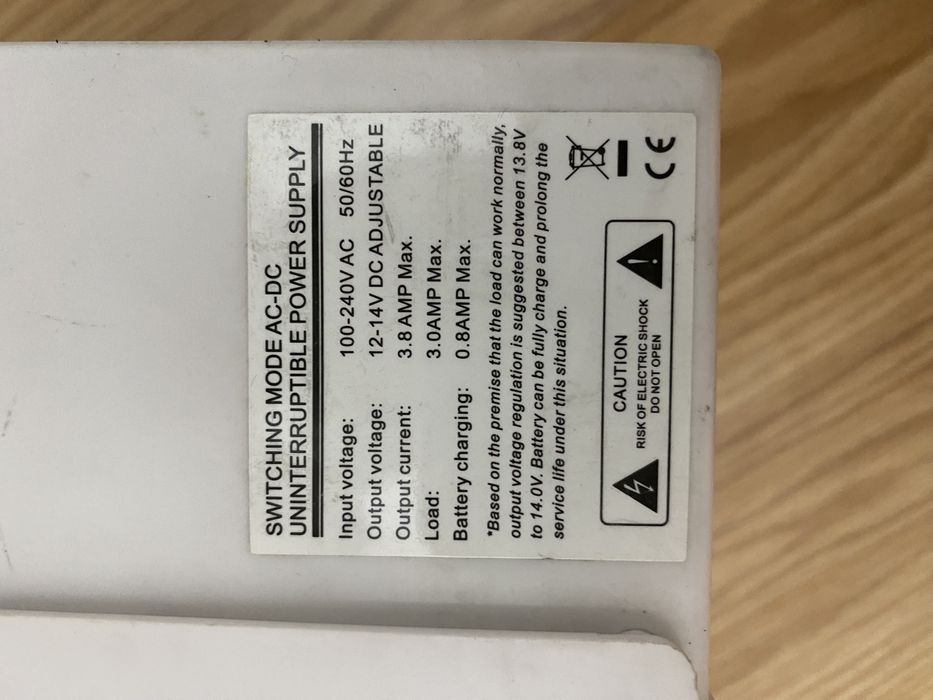 SWITCHING MODE AC-DC
UNINTERRUPTIBLE POWER SUPPLY
Input voltage: 100-240V AC 50/60Hz
Output voltage: 12-14V DC ADJUSTABLE
Output current: 3.8 AMP Max.
Load: 3.0AMP Max.
Battery charging: 0.8AMP Max.
*Based on the premise that the load can work normally,
output voltage regulation is suggested between 13.8V
to 14.0V. Battery can be fully charge and prolong the
service life under this situation.
CAUTION
RISK OF ELECTRIC SHOCK
DO NOT OPEN
CE